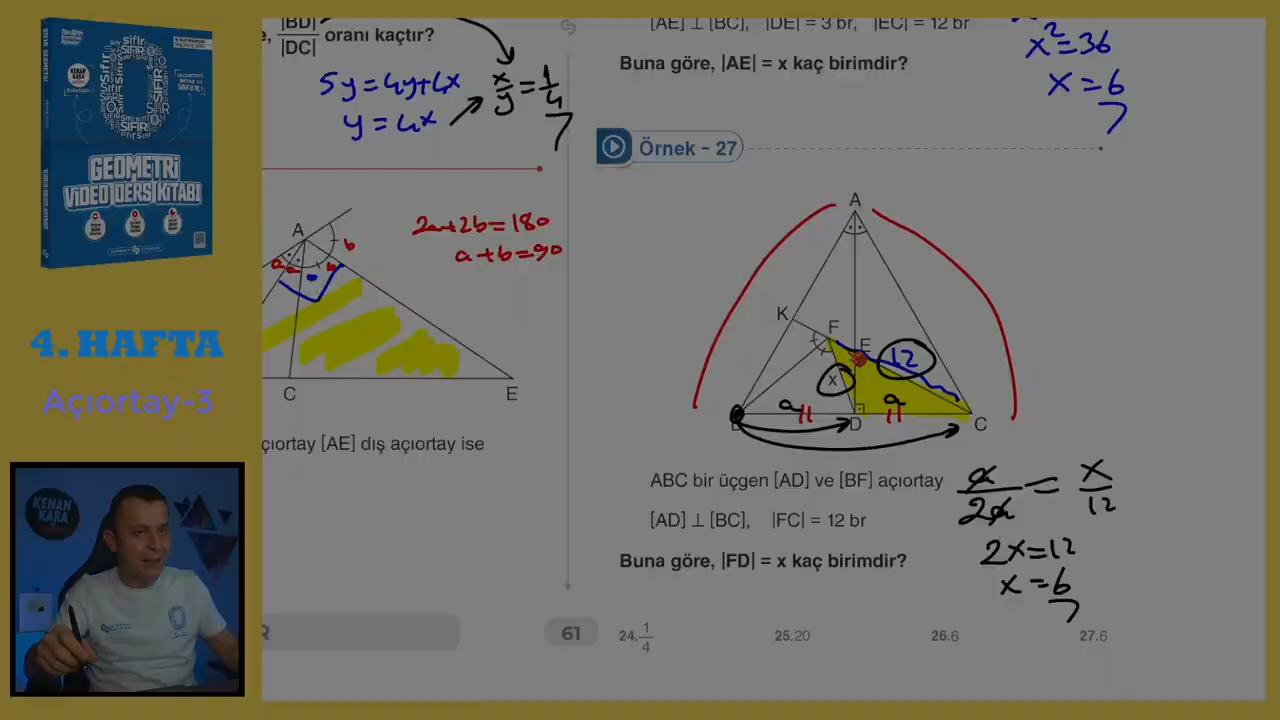 sıfır
SIFIR
GEOMETRİ
VİDEO DERS KİTABI
4. HAFTA
Açıortay-3
KENAN
KARA
|BD|
|DC|
oranı kaçtır?
5y=4y+4x
y=4x
x/y=1/4
2a+2b=180
a+b=90
A
a
a
b
b
C
E
çıortay [AE] dış açıortay ise
R
61
[AE] ⊥ [BC], |DE| = 3 br, |EC| = 12 br
Buna göre, |AE| = x kaç birimdir?
x²=36
x=6
Örnek - 27
A
K
F
E
12
x
a
a
D
C
ABC bir üçgen [AD] ve [BF] açıortay
[AD] ⊥ [BC], |FC| = 12 br
Buna göre, |FD| = x kaç birimdir?
a/2a=x/12
2x=12
x=6
24. 1/4 25.20 26.6 27.6